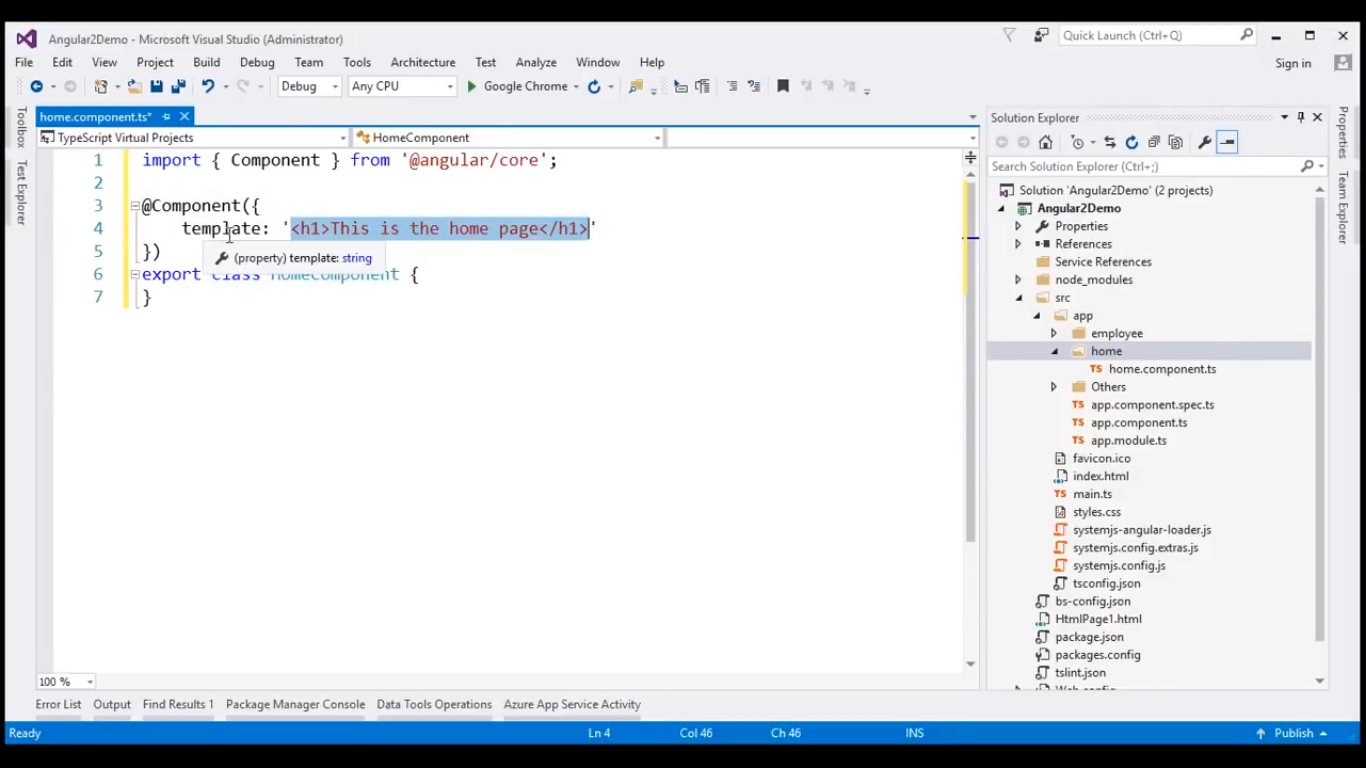 Angular2Demo - Microsoft Visual Studio (Administrator)
Quick Launch (Ctrl+Q)
File Edit View Project Build Debug Team Tools Architecture Test Analyze Window Help
Sign in
Debug Any CPU Google Chrome
Toolbox
Test Explorer
home.component.ts*
TypeScript Virtual Projects
HomeComponent
1 import { Component } from '@angular/core';
2
3 @Component({
4 template: '<h1>This is the home page</h1>'
5 })
(property) template: string
6 export class HomeComponent {
7 }
100 %
Solution Explorer
Search Solution Explorer (Ctrl+;)
Solution 'Angular2Demo' (2 projects)
Angular2Demo
Properties
References
Service References
node_modules
src
app
employee
home
TS home.component.ts
Others
TS app.component.spec.ts
TS app.component.ts
TS app.module.ts
favicon.ico
index.html
TS main.ts
styles.css
systemjs-angular-loader.js
systemjs.config.extras.js
systemjs.config.js
tsconfig.json
bs-config.json
HtmlPage1.html
package.json
packages.config
tslint.json
Web.config
Properties
Team Explorer
Error List Output Find Results 1 Package Manager Console Data Tools Operations Azure App Service Activity
Ready Ln 4 Col 46 Ch 46 INS Publish